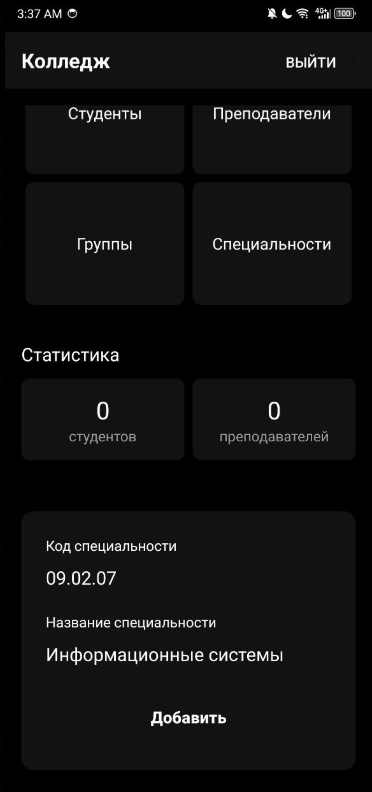 3:37 AM
4G 100
Колледж
ВЫЙТИ
Студенты
Преподаватели
Группы
Специальности
Статистика
0
студентов
0
преподавателей
Код специальности
09.02.07
Название специальности
Информационные системы
Добавить